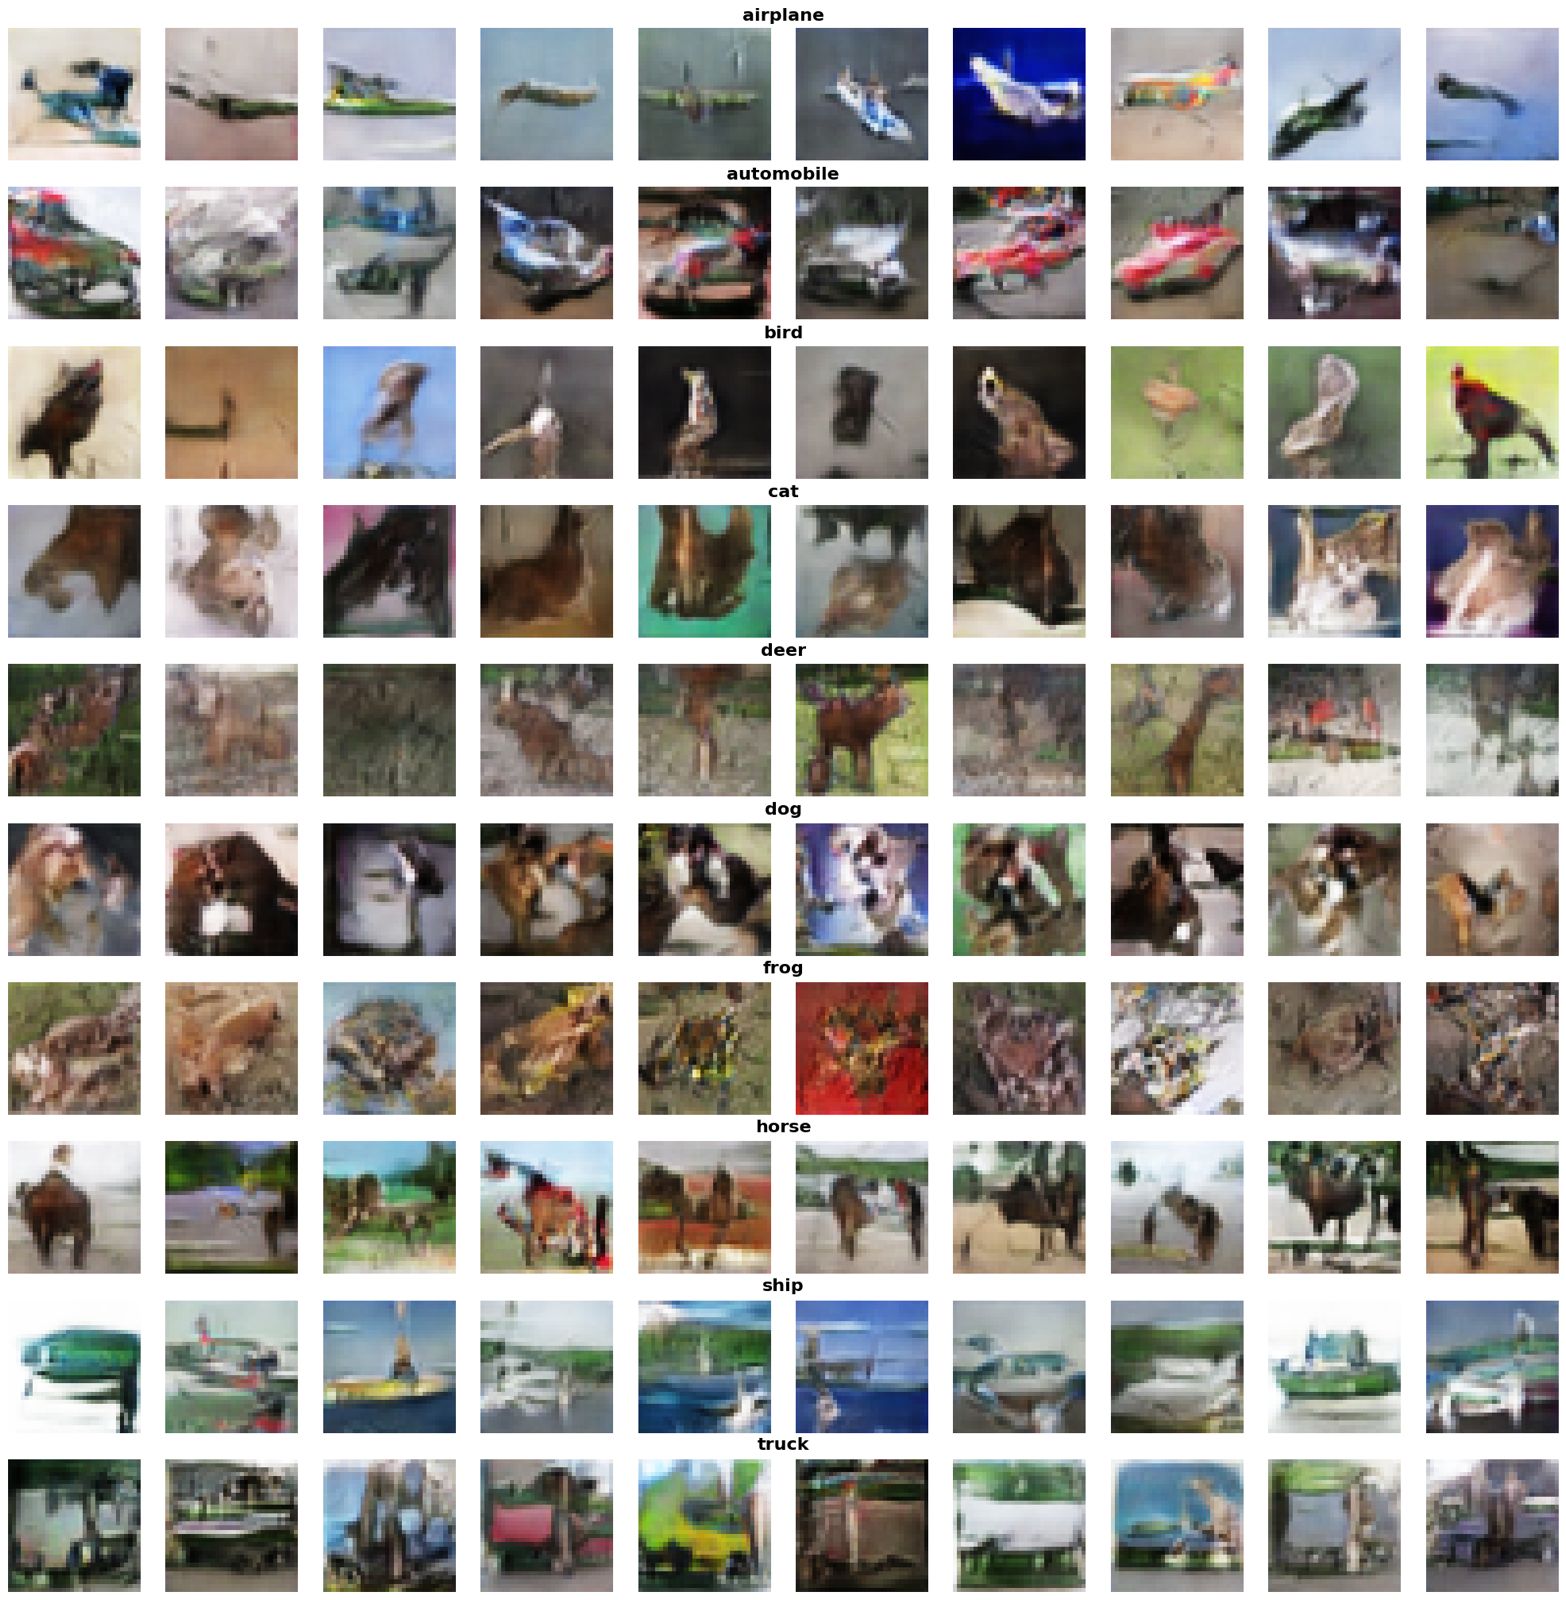 airplane
automobile
bird
cat
deer
dog
frog
horse
ship
truck